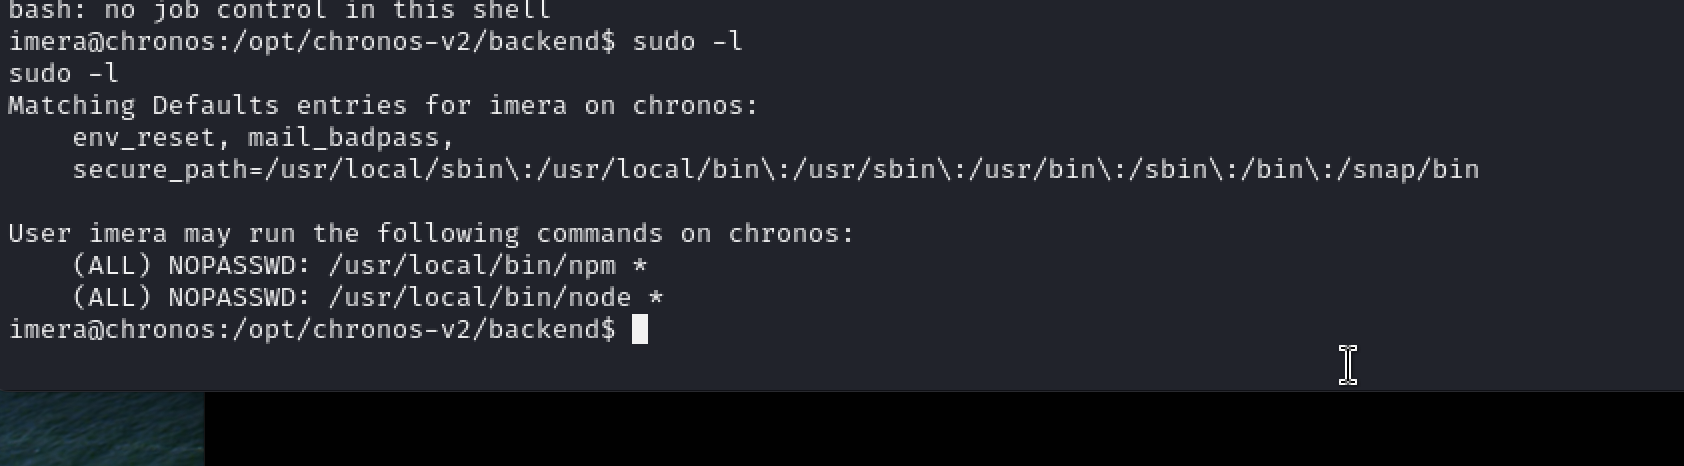 bash: no job control in this shell
imera@chronos:/opt/chronos-v2/backend$ sudo -l
sudo -l
Matching Defaults entries for imera on chronos:
    env_reset, mail_badpass,
    secure_path=/usr/local/sbin\:/usr/local/bin\:/usr/sbin\:/usr/bin\:/sbin\:/bin\:/snap/bin

User imera may run the following commands on chronos:
    (ALL) NOPASSWD: /usr/local/bin/npm *
    (ALL) NOPASSWD: /usr/local/bin/node *
imera@chronos:/opt/chronos-v2/backend$